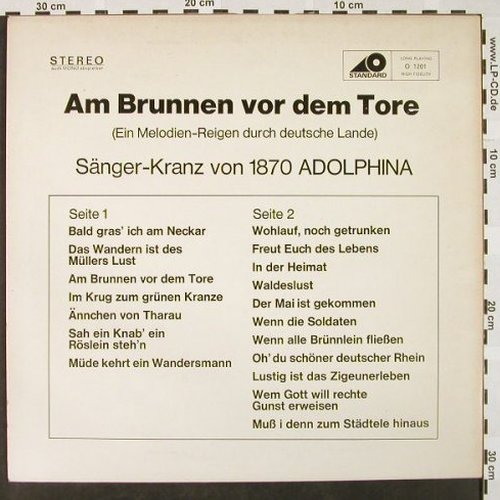 30 cm
20 cm
10 cm
www.LP-CD.de
10 cm
20 cm
30 cm
STEREO
STANDARD
LONG PLAYING
O 1201
HIGH FIDELITY
Am Brunnen vor dem Tore
(Ein Melodien-Reigen durch deutsche Lande)
Sänger-Kranz von 1870 ADOLPHINA
Seite 1
Bald gras' ich am Neckar
Das Wandern ist des
Müllers Lust
Am Brunnen vor dem Tore
Im Krug zum grünen Kranze
Ännchen von Tharau
Sah ein Knab' ein
Röslein steh'n
Müde kehrt ein Wandersmann
Seite 2
Wohlauf, noch getrunken
Freut Euch des Lebens
In der Heimat
Waldeslust
Der Mai ist gekommen
Wenn die Soldaten
Wenn alle Brünnlein fließen
Oh' du schöner deutscher Rhein
Lustig ist das Zigeunerleben
Wem Gott will rechte
Gunst erweisen
Muß i denn zum Städtele hinaus